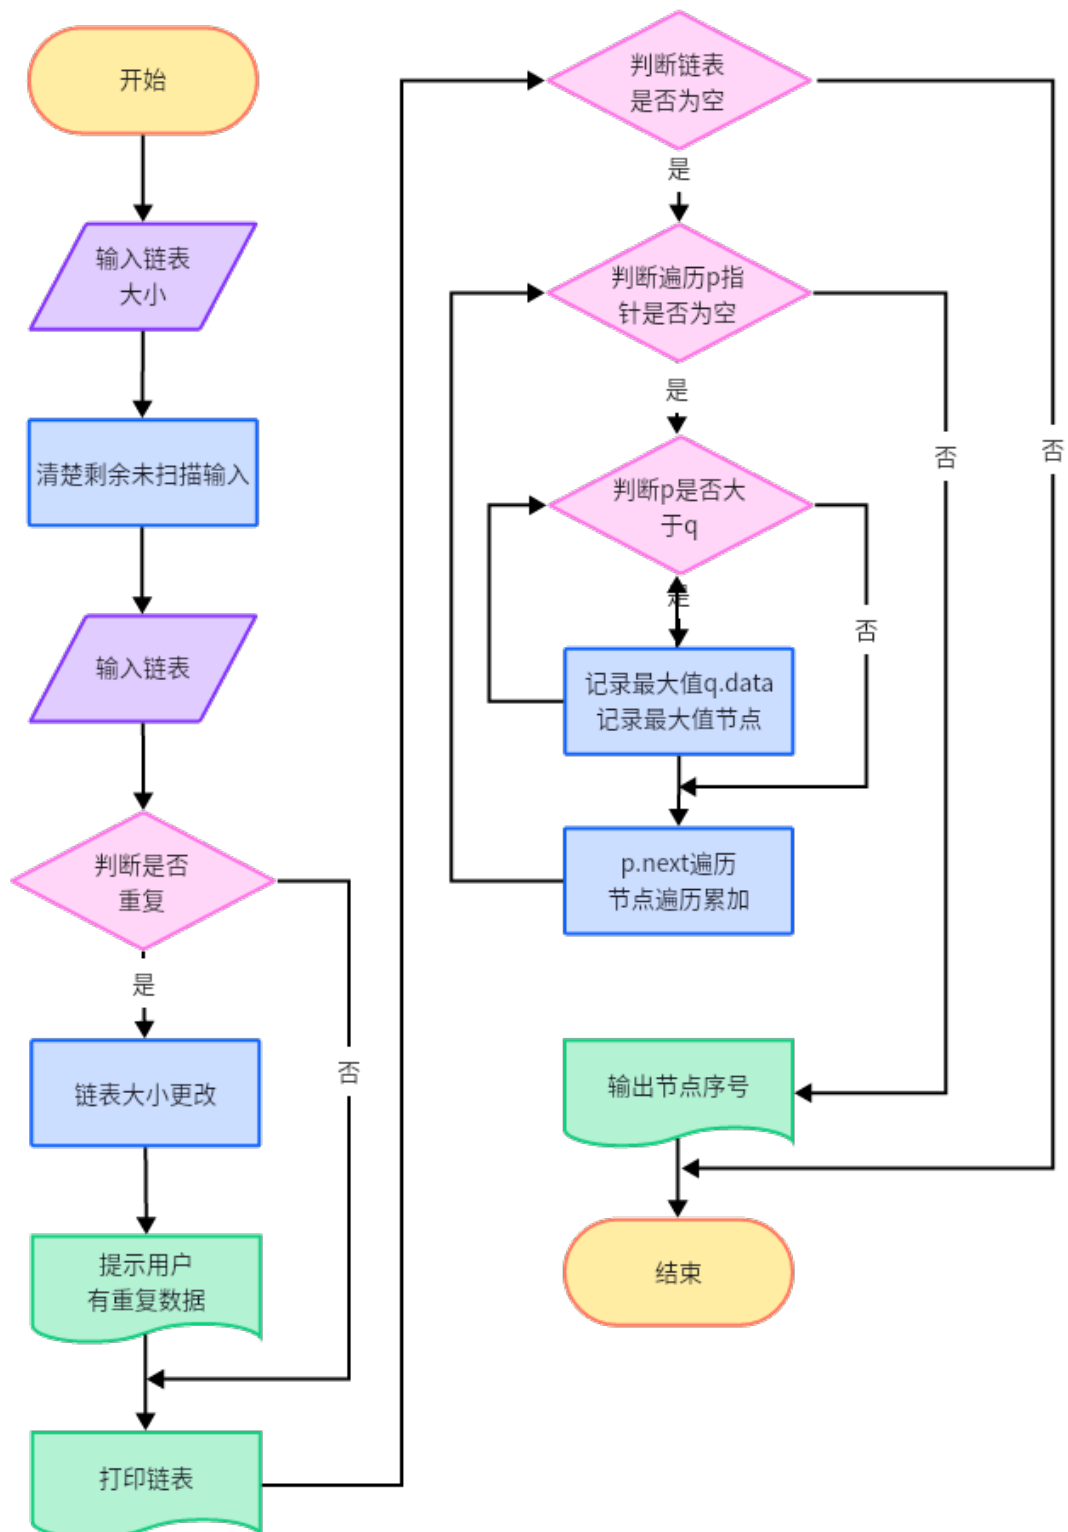 开始
输入链表
大小
清楚剩余未扫描输入
输入链表
判断是否
重复
是
否
链表大小更改
提示用户
有重复数据
打印链表
判断链表
是否为空
是
否
判断遍历p指
针是否为空
是
否
判断p是否大
于q
是
否
记录最大值q.data
记录最大值节点
p.next遍历
节点遍历累加
输出节点序号
结束